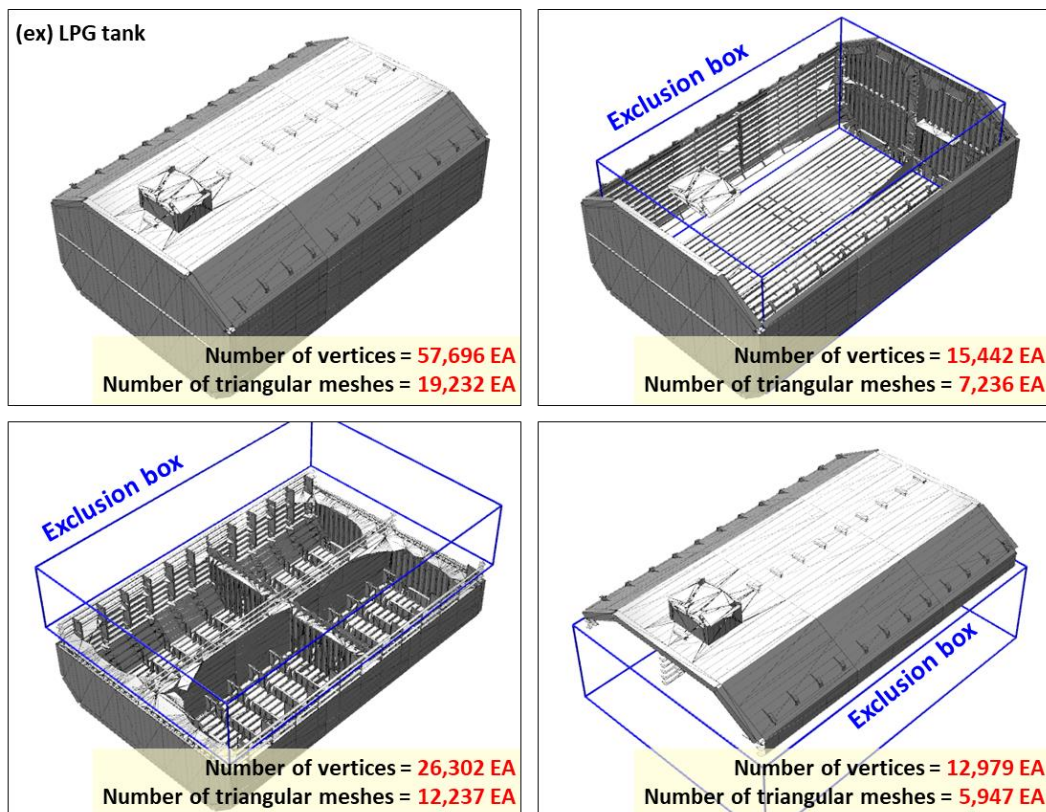 (ex) LPG tank
Number of vertices = 57,696 EA
Number of triangular meshes = 19,232 EA
Exclusion box
Number of vertices = 15,442 EA
Number of triangular meshes = 7,236 EA
Exclusion box
Number of vertices = 26,302 EA
Number of triangular meshes = 12,237 EA
Exclusion box
Number of vertices = 12,979 EA
Number of triangular meshes = 5,947 EA